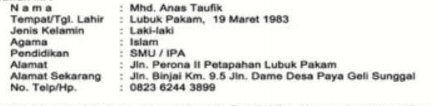 N a m a : Mhd. Anas Taufik
Tempat/Tgl. Lahir : Lubuk Pakam, 19 Maret 1983
Jenis Kelamin : Laki-laki
Agama : Islam
Pendidikan : SMU / IPA
Alamat : Jln. Perona II Petapahan Lubuk Pakam
Alamat Sekarang : Jln. Binjai Km. 9.5 Jln. Dame Desa Paya Geli Sunggal
No. Telp/Hp. : 0823 6244 3899